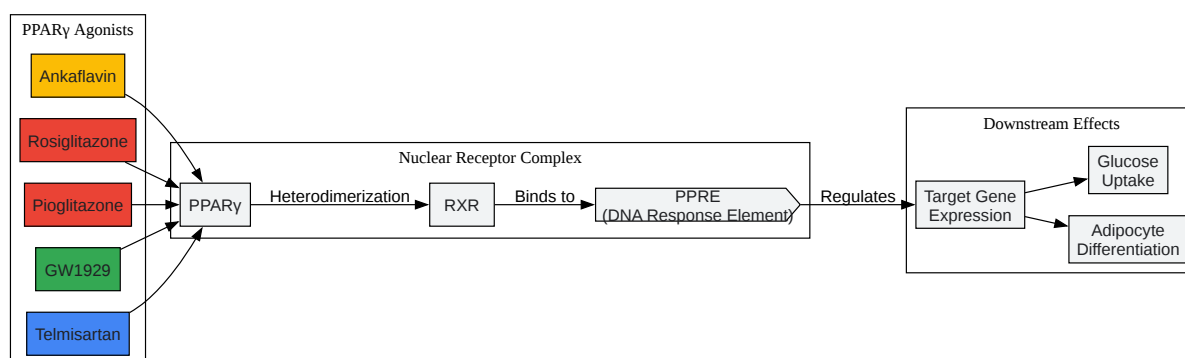 PPARγ Agonists
Ankaflavin
Rosiglitazone
Pioglitazone
GW1929
Telmisartan
Nuclear Receptor Complex
PPARγ
Heterodimerization
RXR
Binds to
PPRE
(DNA Response Element)
Regulates
Downstream Effects
Target Gene
Expression
Glucose
Uptake
Adipocyte
Differentiation